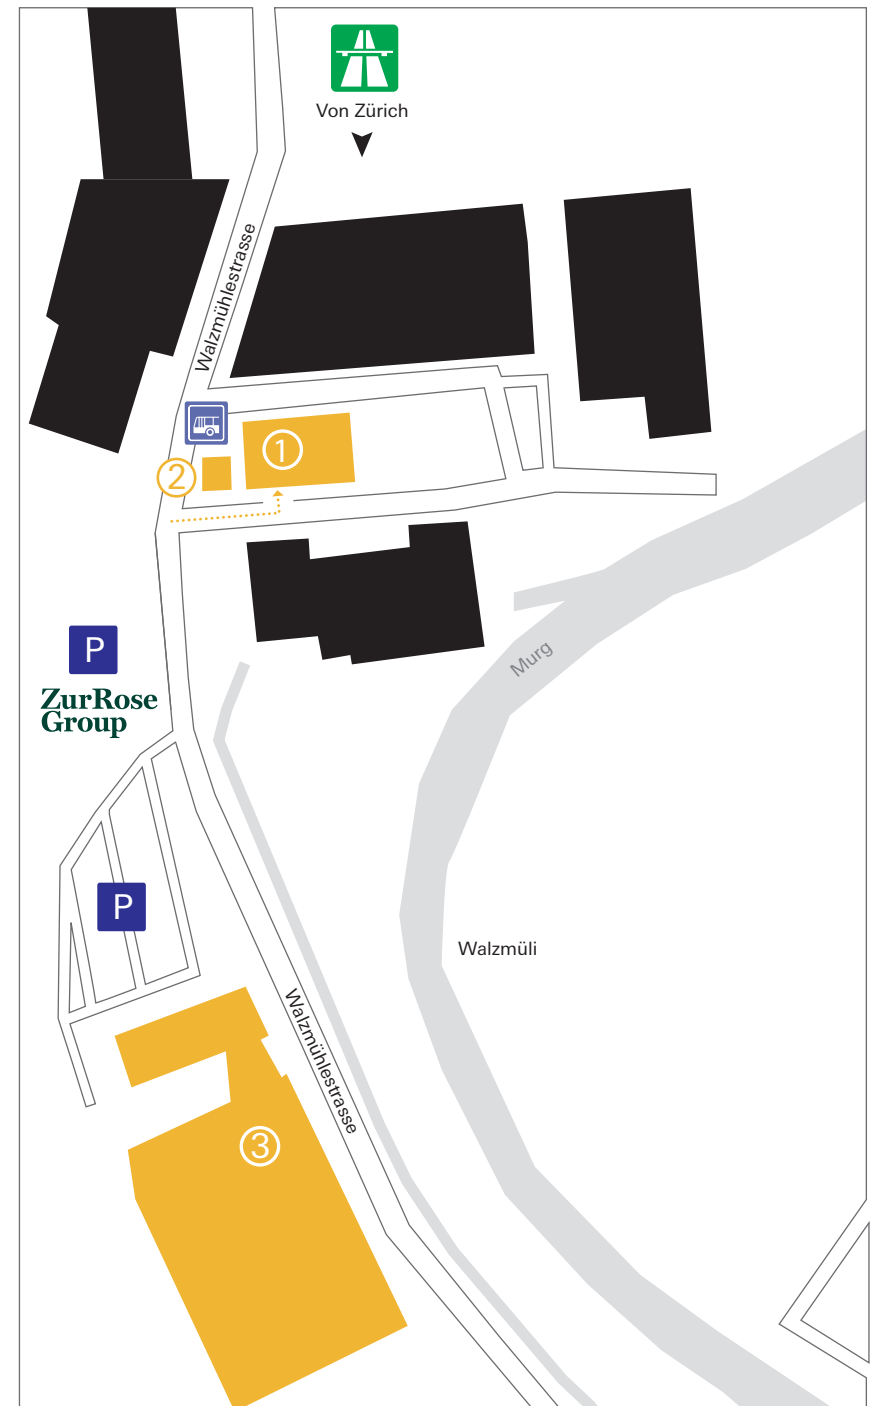 Von Zürich
Walzmühlestrasse
1
2
P
ZurRose
Group
Murg
P
Walzmüli
Walzmühlestrasse
3